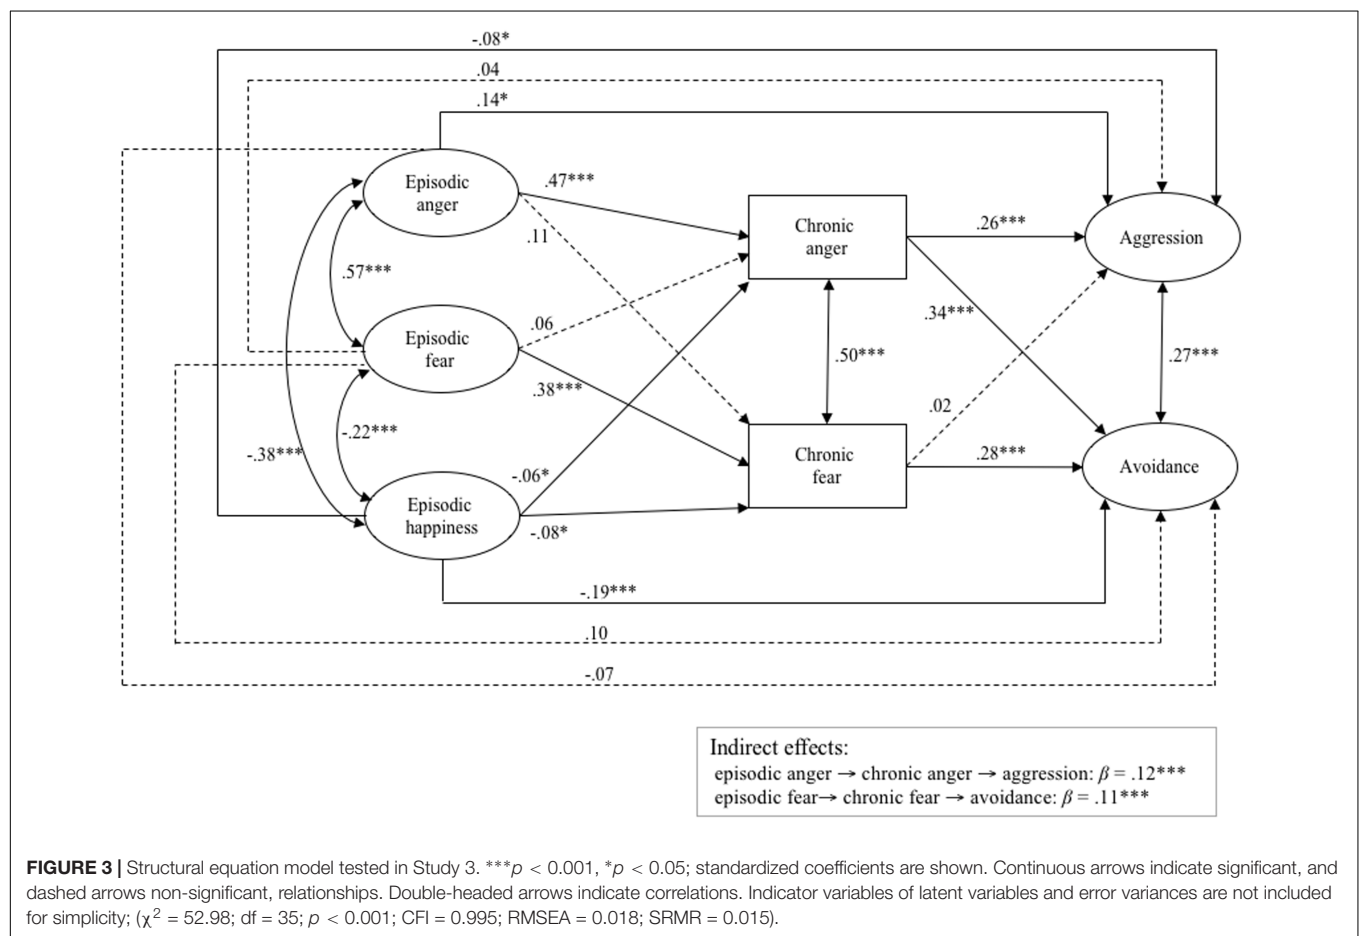 -.08*
.04
.14*
Episodic
anger
.47***
.11
Chronic
anger
.26***
Aggression
.57***
.34***
Episodic
fear
.06
.38***
.50***
.27***
.02
-.22***
-.38***
Chronic
fear
.28***
Avoidance
-.06*
Episodic
happiness
-.08*
-.19***
.10
-.07
Indirect effects:
episodic anger → chronic anger → aggression: β = .12***
episodic fear→ chronic fear → avoidance: β = .11***
FIGURE 3 | Structural equation model tested in Study 3. ***p < 0.001, *p < 0.05; standardized coefficients are shown. Continuous arrows indicate significant, and
dashed arrows non-significant, relationships. Double-headed arrows indicate correlations. Indicator variables of latent variables and error variances are not included
for simplicity; (χ² = 52.98; df = 35; p < 0.001; CFI = 0.995; RMSEA = 0.018; SRMR = 0.015).